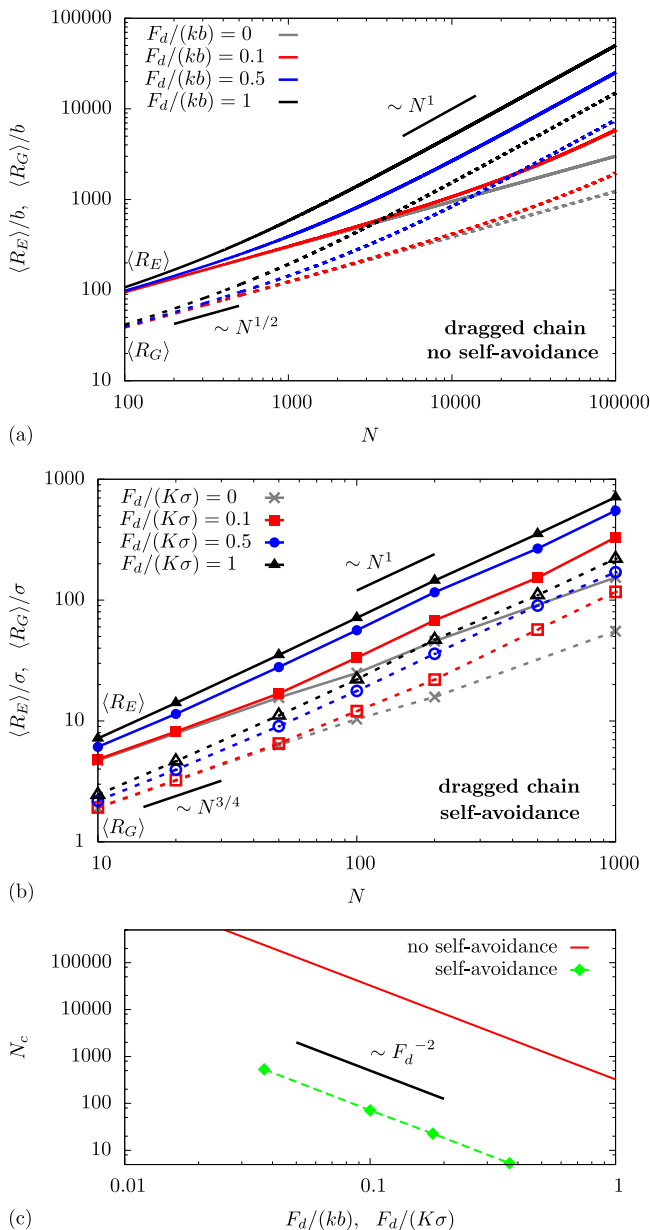 ⟨R_E⟩/b, ⟨R_G⟩/b
F_d/(kb) = 0
F_d/(kb) = 0.1
F_d/(kb) = 0.5
F_d/(kb) = 1
100000
10000
1000
100
10
∼ N^1
⟨R_E⟩
∼ N^{1/2}
⟨R_G⟩
dragged chain
no self-avoidance
100 1000 10000 100000
N
(a)
⟨R_E⟩/σ, ⟨R_G⟩/σ
F_d/(Kσ) = 0
F_d/(Kσ) = 0.1
F_d/(Kσ) = 0.5
F_d/(Kσ) = 1
1000
100
10
1
∼ N^1
⟨R_E⟩
∼ N^{3/4}
⟨R_G⟩
dragged chain
self-avoidance
10 100 1000
N
(b)
N_c
no self-avoidance
self-avoidance
100000
10000
1000
100
10
∼ F_d^{−2}
0.01 0.1 1
F_d/(kb), F_d/(Kσ)
(c)